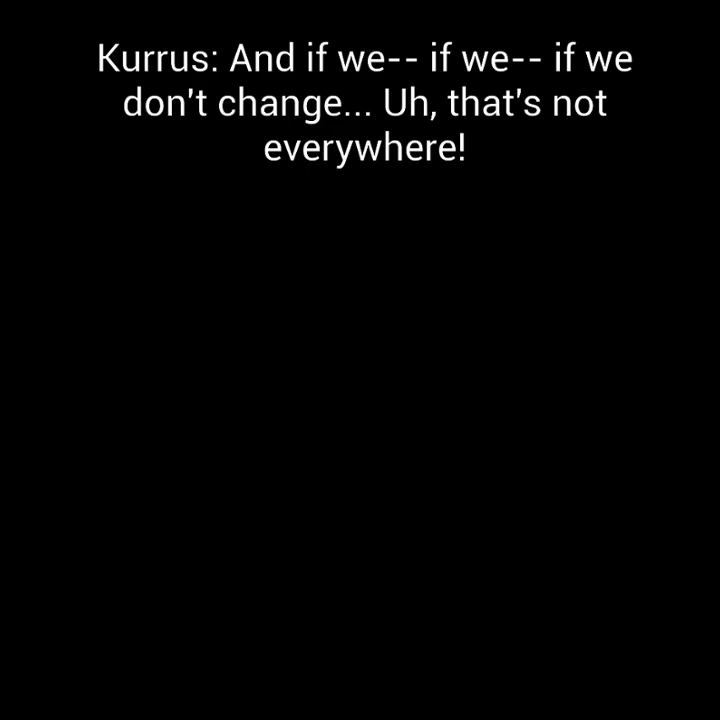 Kurrus: And if we-- if we-- if we
don't change... Uh, that's not
everywhere!